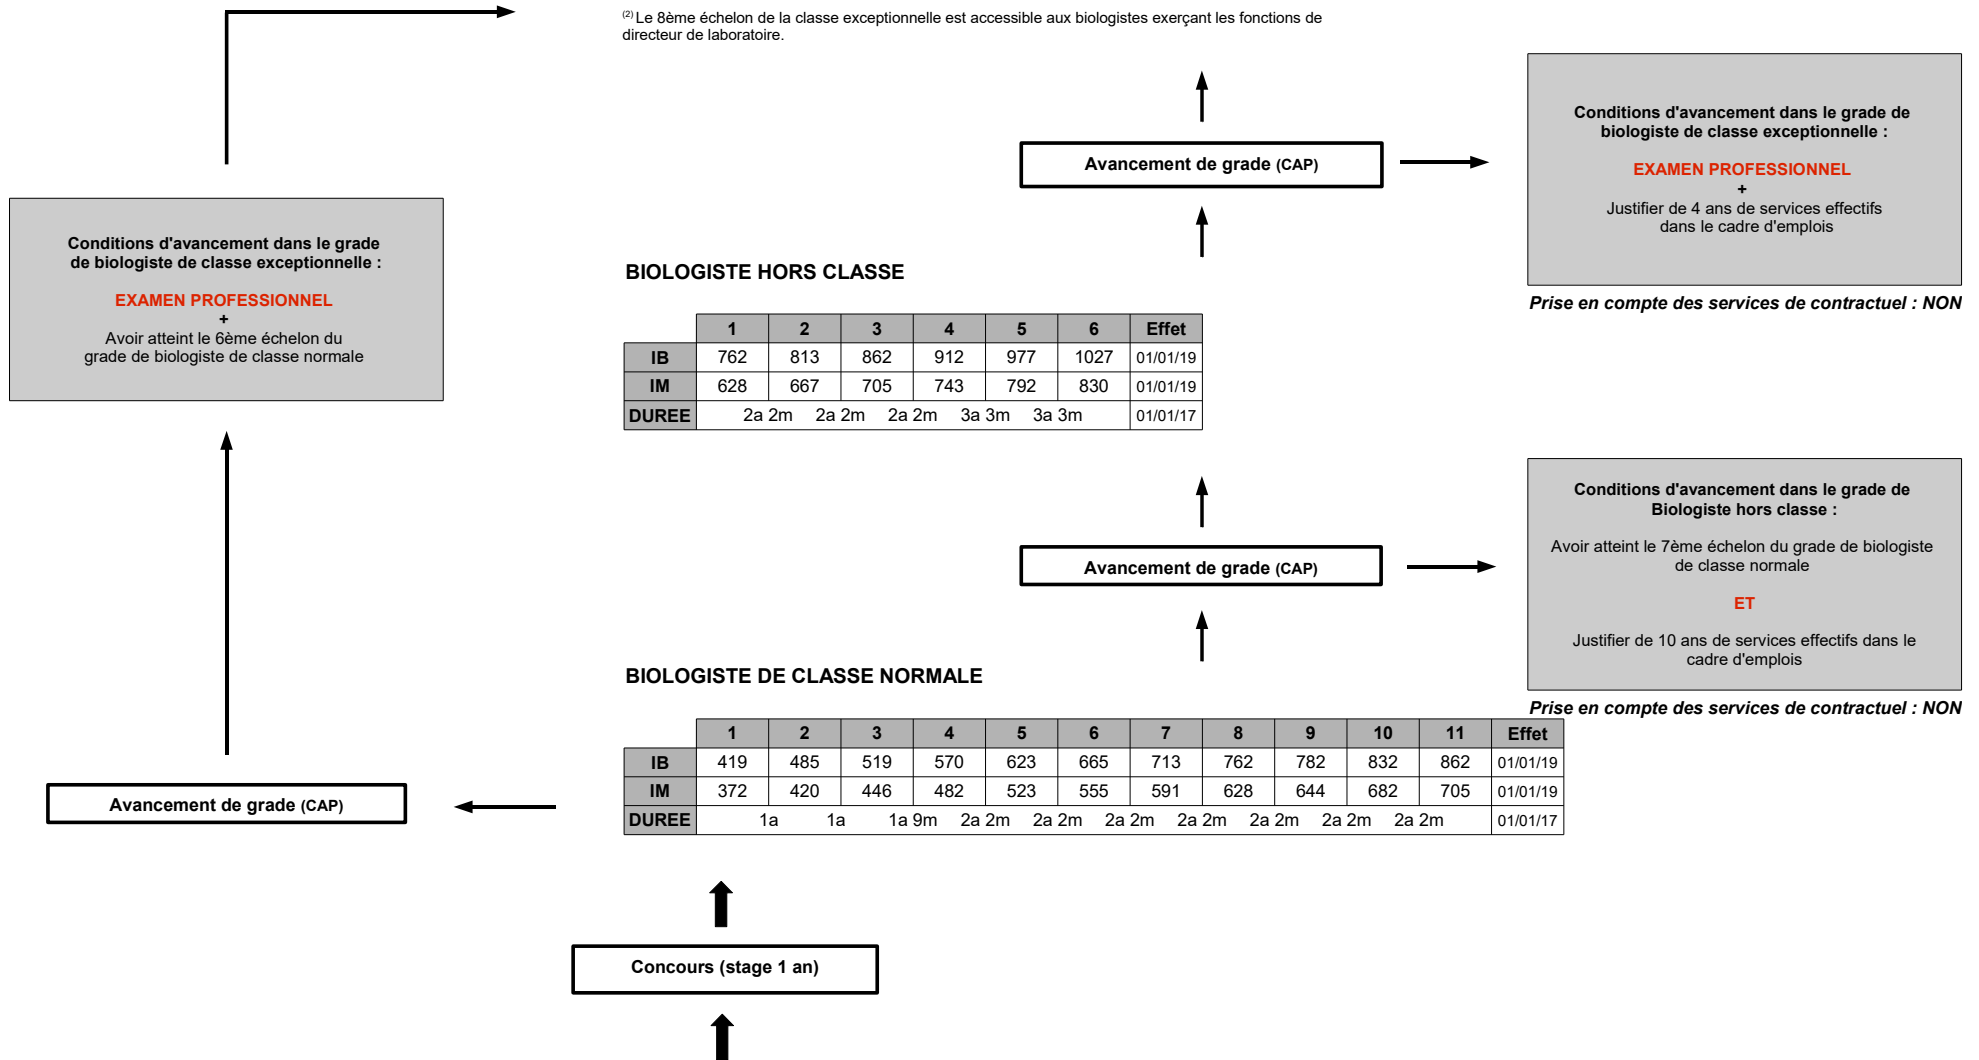 (2) Le 8ème échelon de la classe exceptionnelle est accessible aux biologistes exerçant les fonctions de
directeur de laboratoire.
Avancement de grade (CAP)
Conditions d'avancement dans le grade de
biologiste de classe exceptionnelle :
EXAMEN PROFESSIONNEL
+
Justifier de 4 ans de services effectifs
dans le cadre d'emplois
Prise en compte des services de contractuel : NON
Conditions d'avancement dans le grade
de biologiste de classe exceptionnelle :
EXAMEN PROFESSIONNEL
+
Avoir atteint le 6ème échelon du
grade de biologiste de classe normale
BIOLOGISTE HORS CLASSE
1 2 3 4 5 6 Effet
IB 762 813 862 912 977 1027 01/01/19
IM 628 667 705 743 792 830 01/01/19
DUREE 2a 2m 2a 2m 2a 2m 3a 3m 3a 3m 01/01/17
Avancement de grade (CAP)
Conditions d'avancement dans le grade de
Biologiste hors classe :
Avoir atteint le 7ème échelon du grade de biologiste
de classe normale
ET
Justifier de 10 ans de services effectifs dans le
cadre d'emplois
Prise en compte des services de contractuel : NON
BIOLOGISTE DE CLASSE NORMALE
1 2 3 4 5 6 7 8 9 10 11 Effet
IB 419 485 519 570 623 665 713 762 782 832 862 01/01/19
IM 372 420 446 482 523 555 591 628 644 682 705 01/01/19
DUREE 1a 1a 1a 9m 2a 2m 2a 2m 2a 2m 2a 2m 2a 2m 2a 2m 2a 2m 01/01/17
Avancement de grade (CAP)
Concours (stage 1 an)